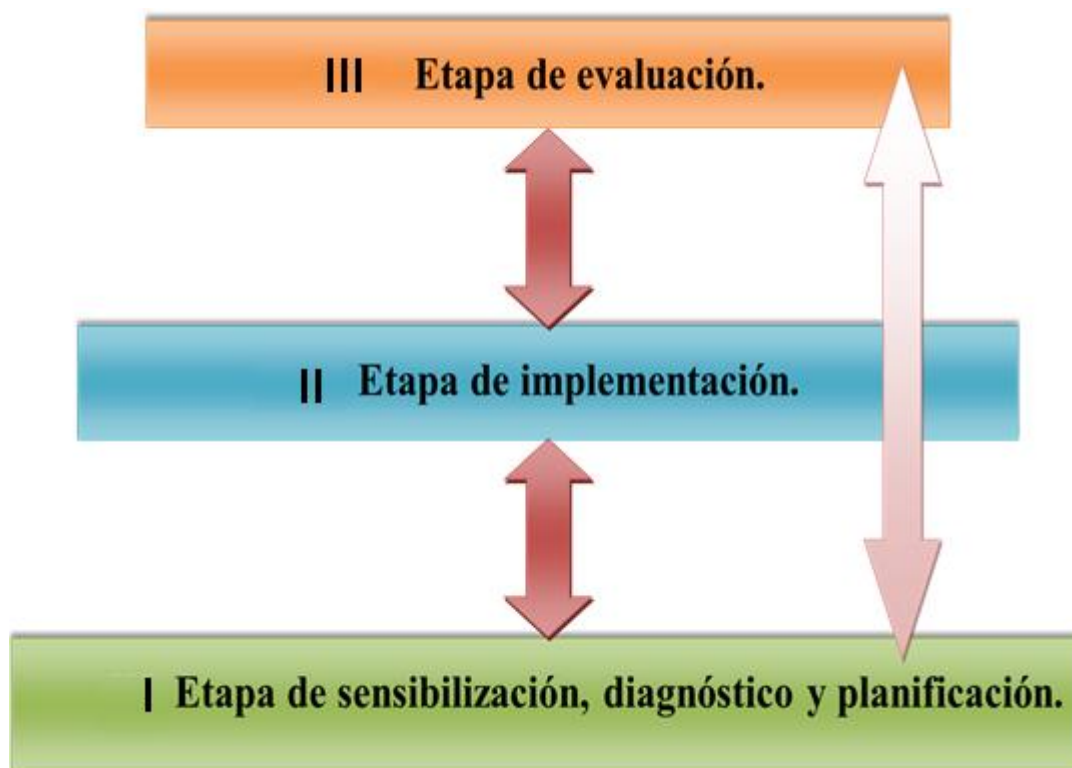 III Etapa de evaluación.
II Etapa de implementación.
I Etapa de sensibilización, diagnóstico y planificación.